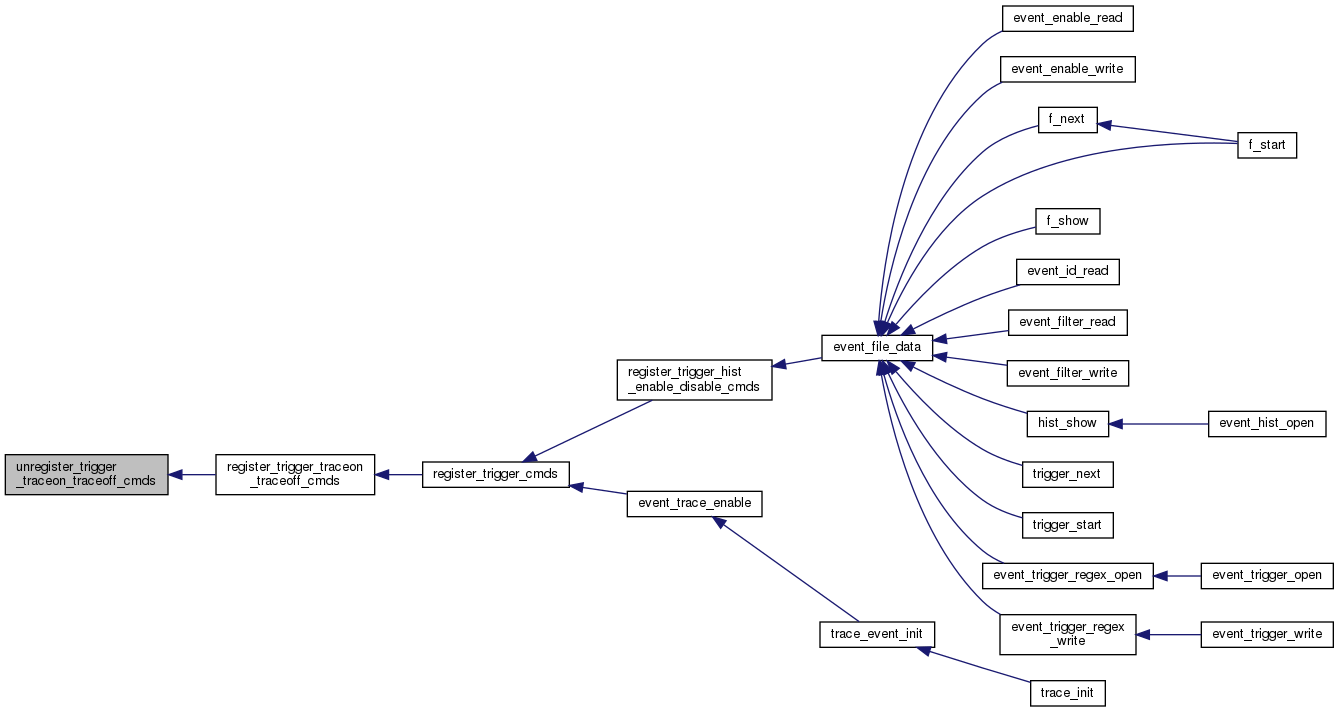 event_enable_read
event_enable_write
f_next
f_start
f_show
event_id_read
event_filter_read
event_file_data
register_trigger_hist
_enable_disable_cmds
event_filter_write
hist_show
event_hist_open
unregister_trigger
_traceon_traceoff_cmds
register_trigger_traceon
_traceoff_cmds
register_trigger_cmds
trigger_next
event_trace_enable
trigger_start
event_trigger_regex_open
event_trigger_open
trace_event_init
event_trigger_regex
_write
event_trigger_write
trace_init